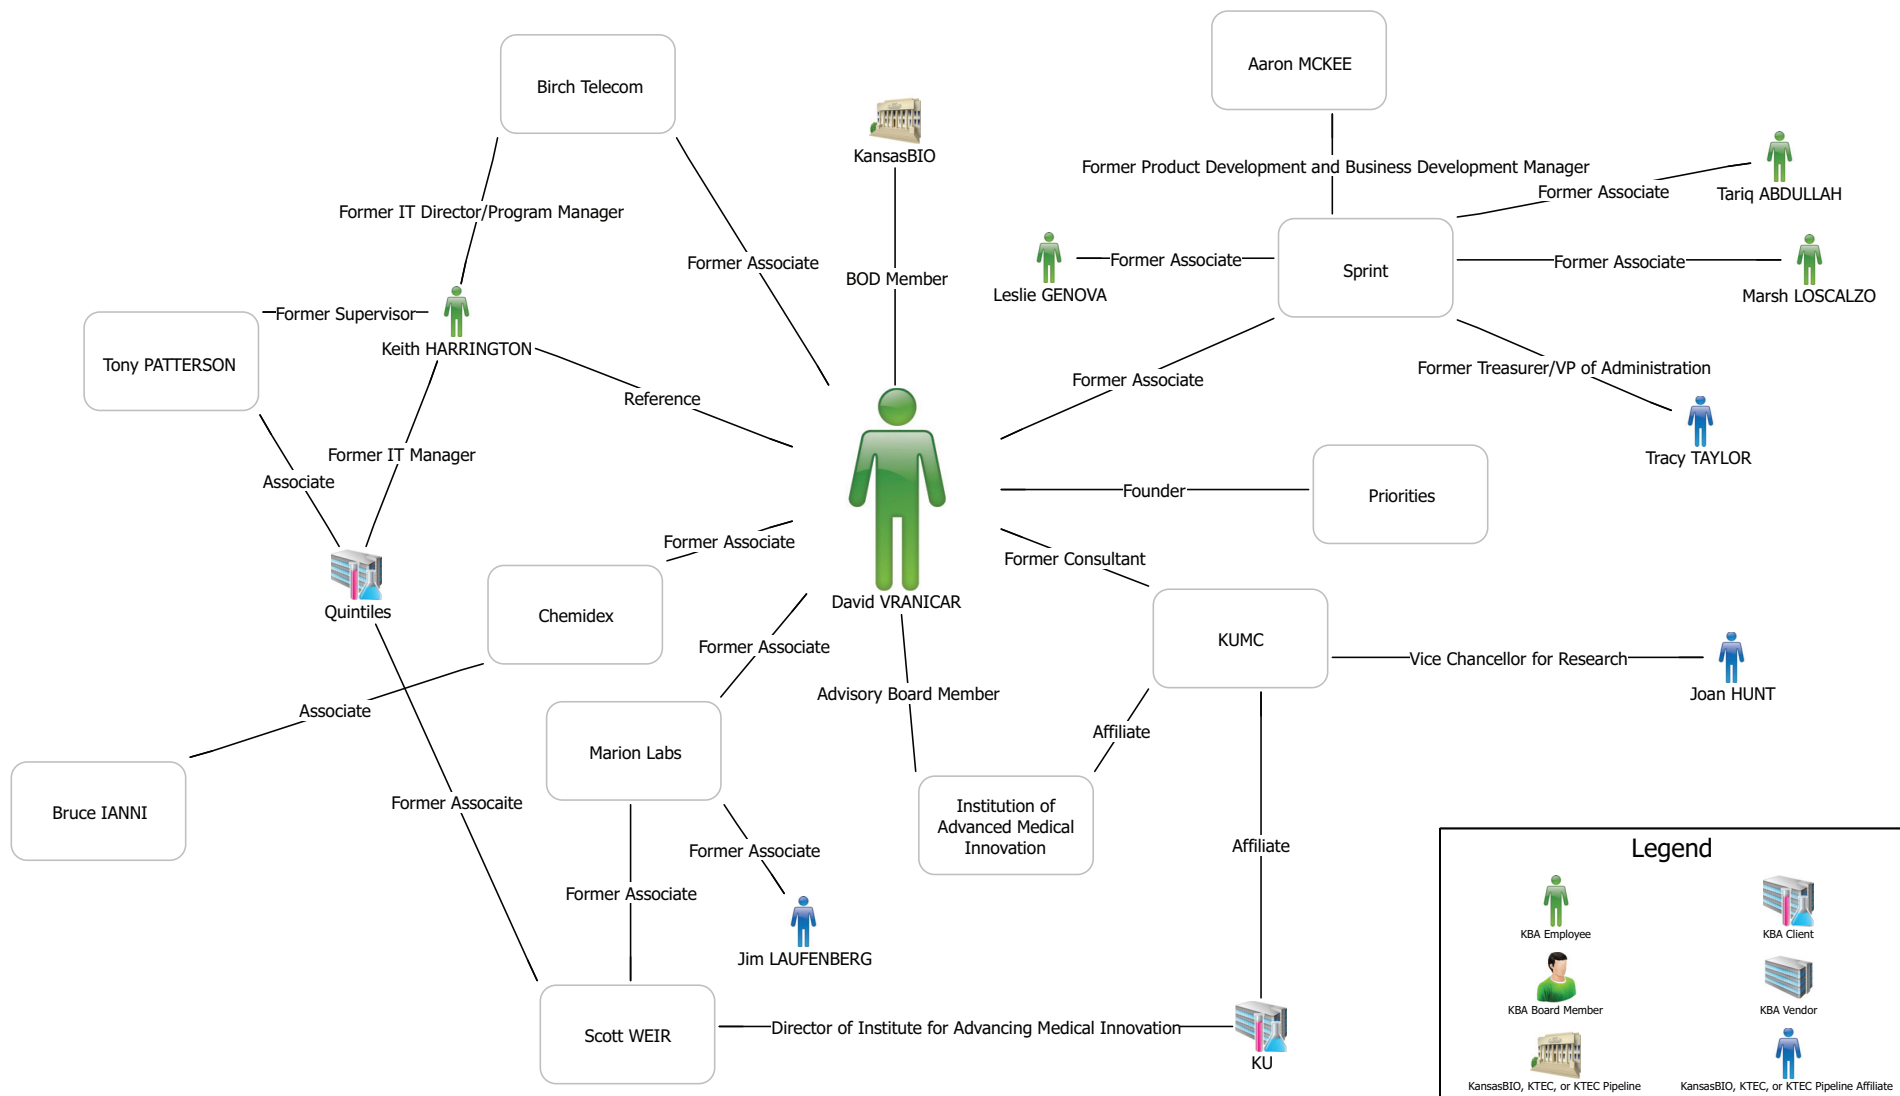 Aaron MCKEE
Birch Telecom
KansasBIO
Former Product Development and Business Development Manager
Former Associate
Tariq ABDULLAH
Former IT Director/Program Manager
Former Associate
BOD Member
Former Associate
Leslie GENOVA
Sprint
Former Associate
Marsh LOSCALZO
Former Supervisor
Keith HARRINGTON
Tony PATTERSON
Reference
Former Associate
Former Treasurer/VP of Administration
Tracy TAYLOR
Former IT Manager
Associate
Founder
Priorities
Former Associate
Former Consultant
Quintiles
Chemidex
David VRANICAR
Former Associate
KUMC
Vice Chancellor for Research
Joan HUNT
Advisory Board Member
Associate
Affiliate
Marion Labs
Bruce IANNI
Former Assocaite
Institution of
Advanced Medical
Innovation
Affiliate
Former Associate
Former Associate
Jim LAUFENBERG
Scott WEIR
Director of Institute for Advancing Medical Innovation
KU
Legend
KBA Employee
KBA Client
KBA Board Member
KBA Vendor
KansasBIO, KTEC, or KTEC Pipeline
KansasBIO, KTEC, or KTEC Pipeline Affiliate